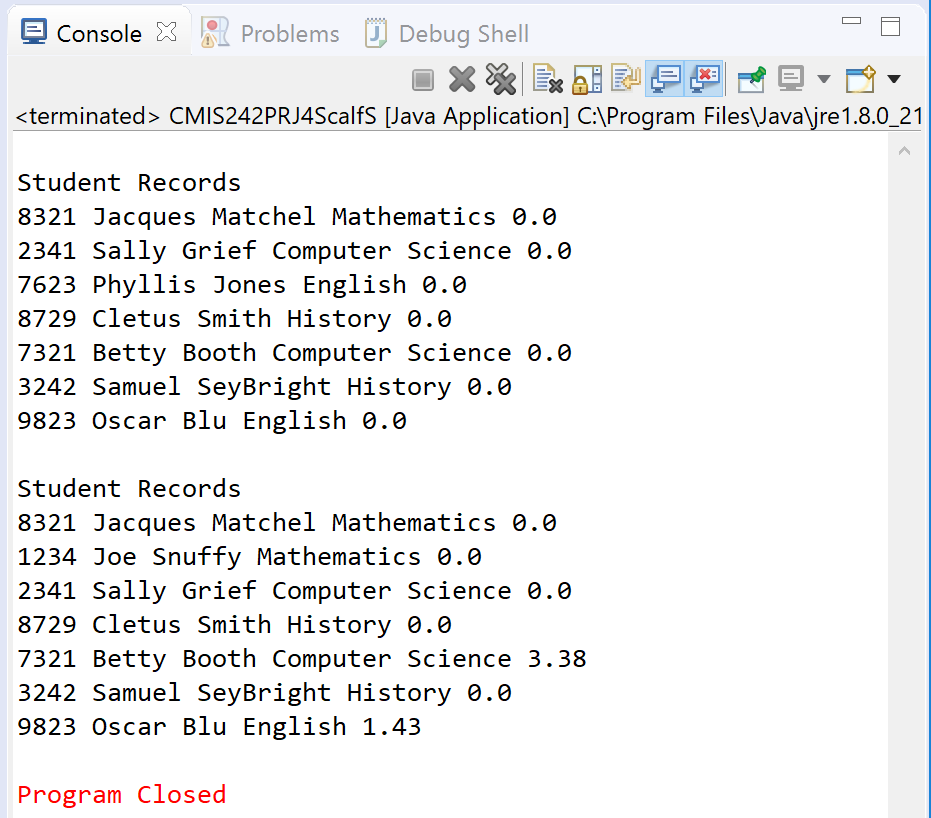 Console Problems Debug Shell
<terminated> CMIS242PRJ4ScalfS [Java Application] C:\Program Files\Java\jre1.8.0_21
Student Records
8321 Jacques Matchel Mathematics 0.0
2341 Sally Grief Computer Science 0.0
7623 Phyllis Jones English 0.0
8729 Cletus Smith History 0.0
7321 Betty Booth Computer Science 0.0
3242 Samuel SeyBright History 0.0
9823 Oscar Blu English 0.0
Student Records
8321 Jacques Matchel Mathematics 0.0
1234 Joe Snuffy Mathematics 0.0
2341 Sally Grief Computer Science 0.0
8729 Cletus Smith History 0.0
7321 Betty Booth Computer Science 3.38
3242 Samuel SeyBright History 0.0
9823 Oscar Blu English 1.43
Program Closed